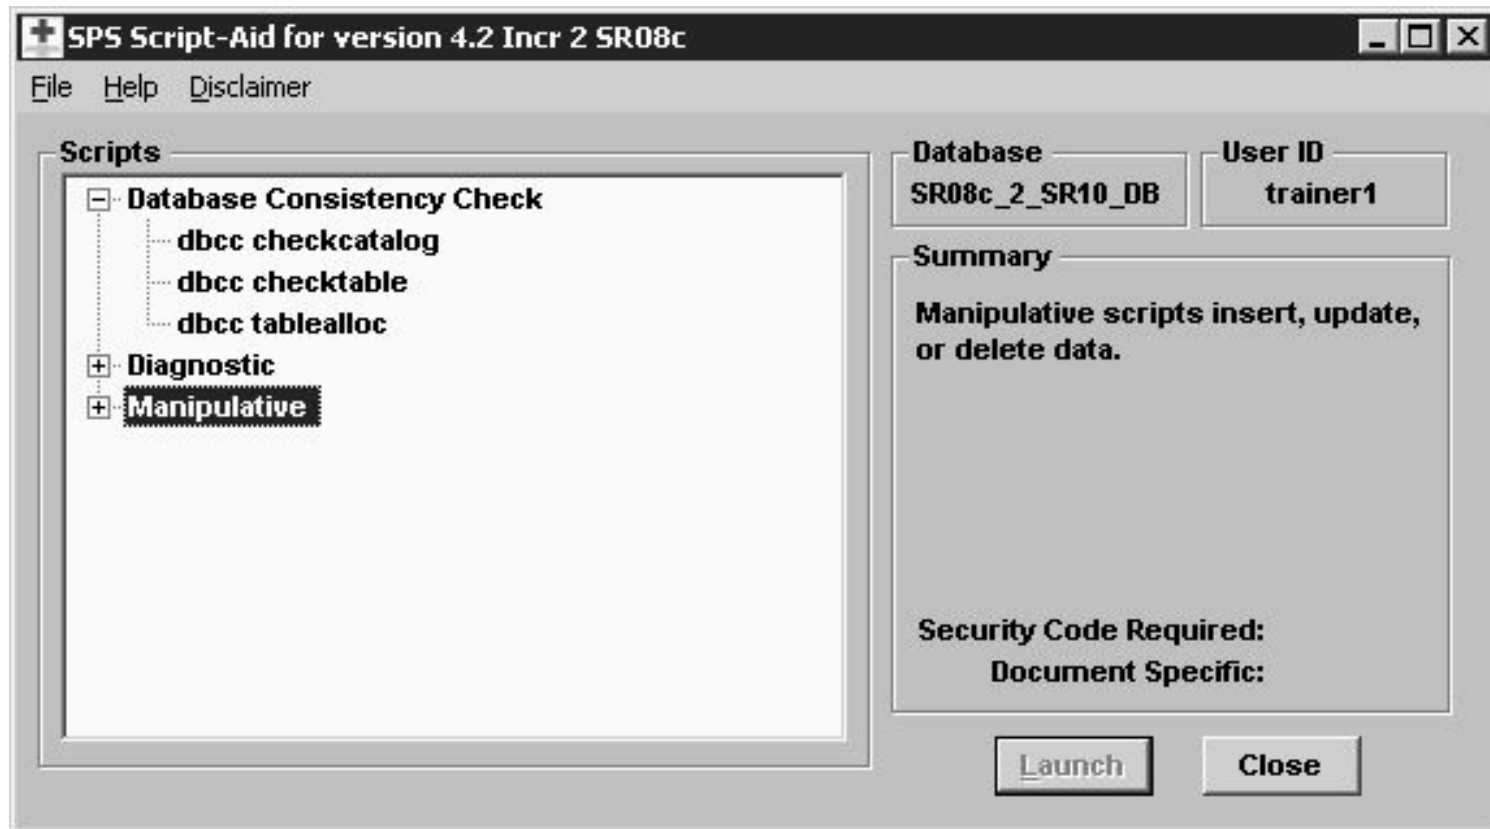 SPS Script-Aid for version 4.2 Incr 2 SR08c
File Help Disclaimer
Scripts
Database Consistency Check
dbcc checkcatalog
dbcc checktable
dbcc tablealloc
Diagnostic
Manipulative
Database
SR08c_2_SR10_DB
User ID
trainer1
Summary
Manipulative scripts insert, update,
or delete data.
Security Code Required:
Document Specific:
Launch Close